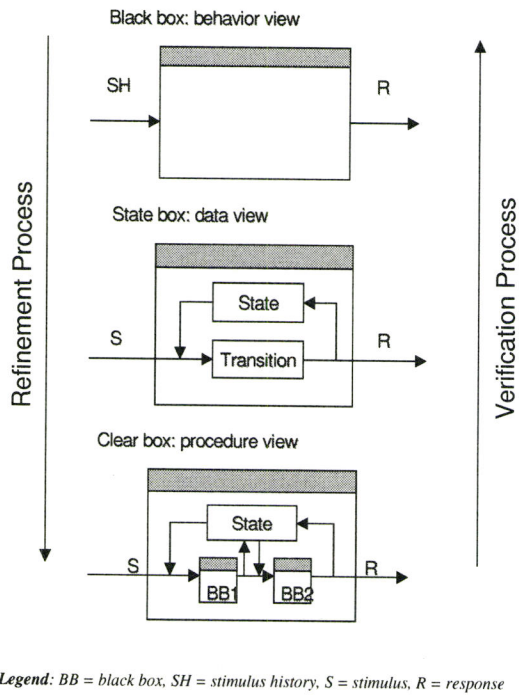 Black box: behavior view
SH
R
State box: data view
State
S
R
Transition
Clear box: procedure view
State
S
R
BB1
BB2
Refinement Process
Verification Process
Legend: BB = black box, SH = stimulus history, S = stimulus, R = response